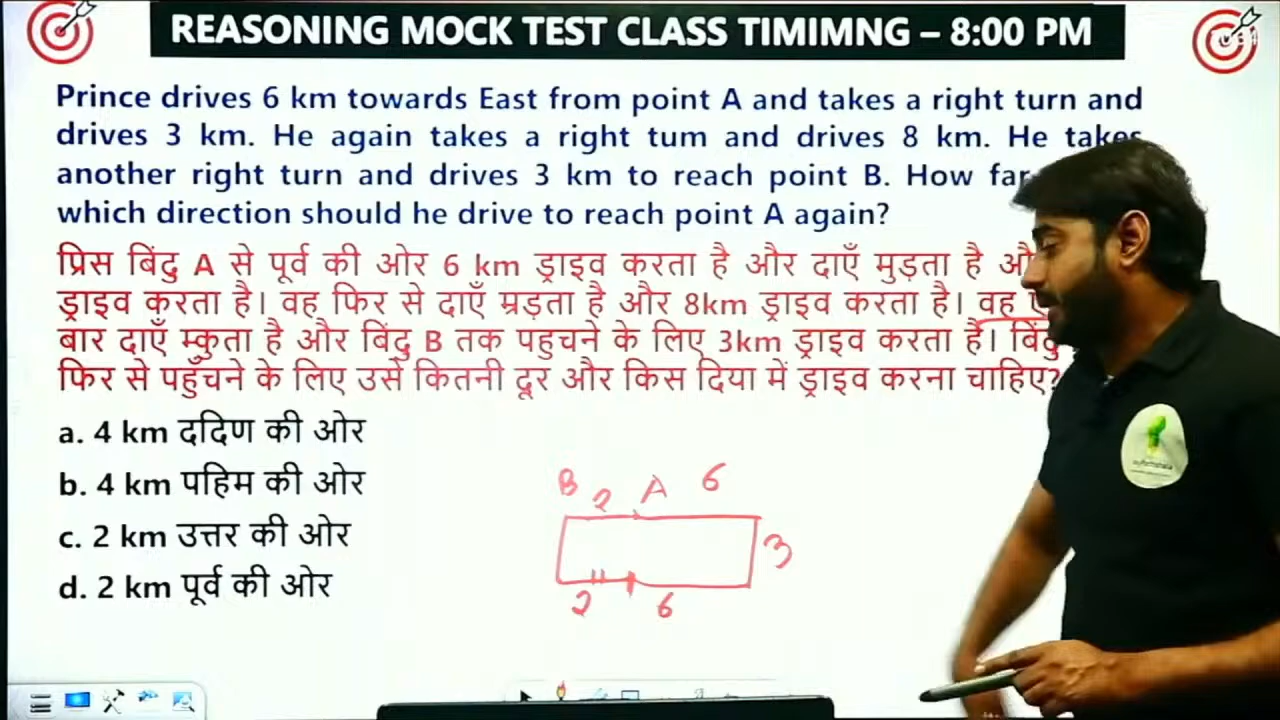 REASONING MOCK TEST CLASS TIMIMNG – 8:00 PM
Prince drives 6 km towards East from point A and takes a right turn and
drives 3 km. He again takes a right tum and drives 8 km. He takes
another right turn and drives 3 km to reach point B. How far
which direction should he drive to reach point A again?
प्रिस बिंदु A से पूर्व की ओर 6 km ड्राइव करता है और दाएँ मुड़ता है
ड्राइव करता है। वह फिर से दाएँ म्रड़ता है और 8km ड्राइव करता है। वह
बार दाएँ म्कुता है और बिंदु B तक पहुचने के लिए 3km ड्राइव करता हैं। बिंदु
फिर से पहुँचने के लिए उसे कितनी दूर और किस दिया में ड्राइव करना चाहिए?
a. 4 km ददिण की ओर
b. 4 km पहिम की ओर
c. 2 km उत्तर की ओर
d. 2 km पूर्व की ओर
B 2 A 6
3
2 6